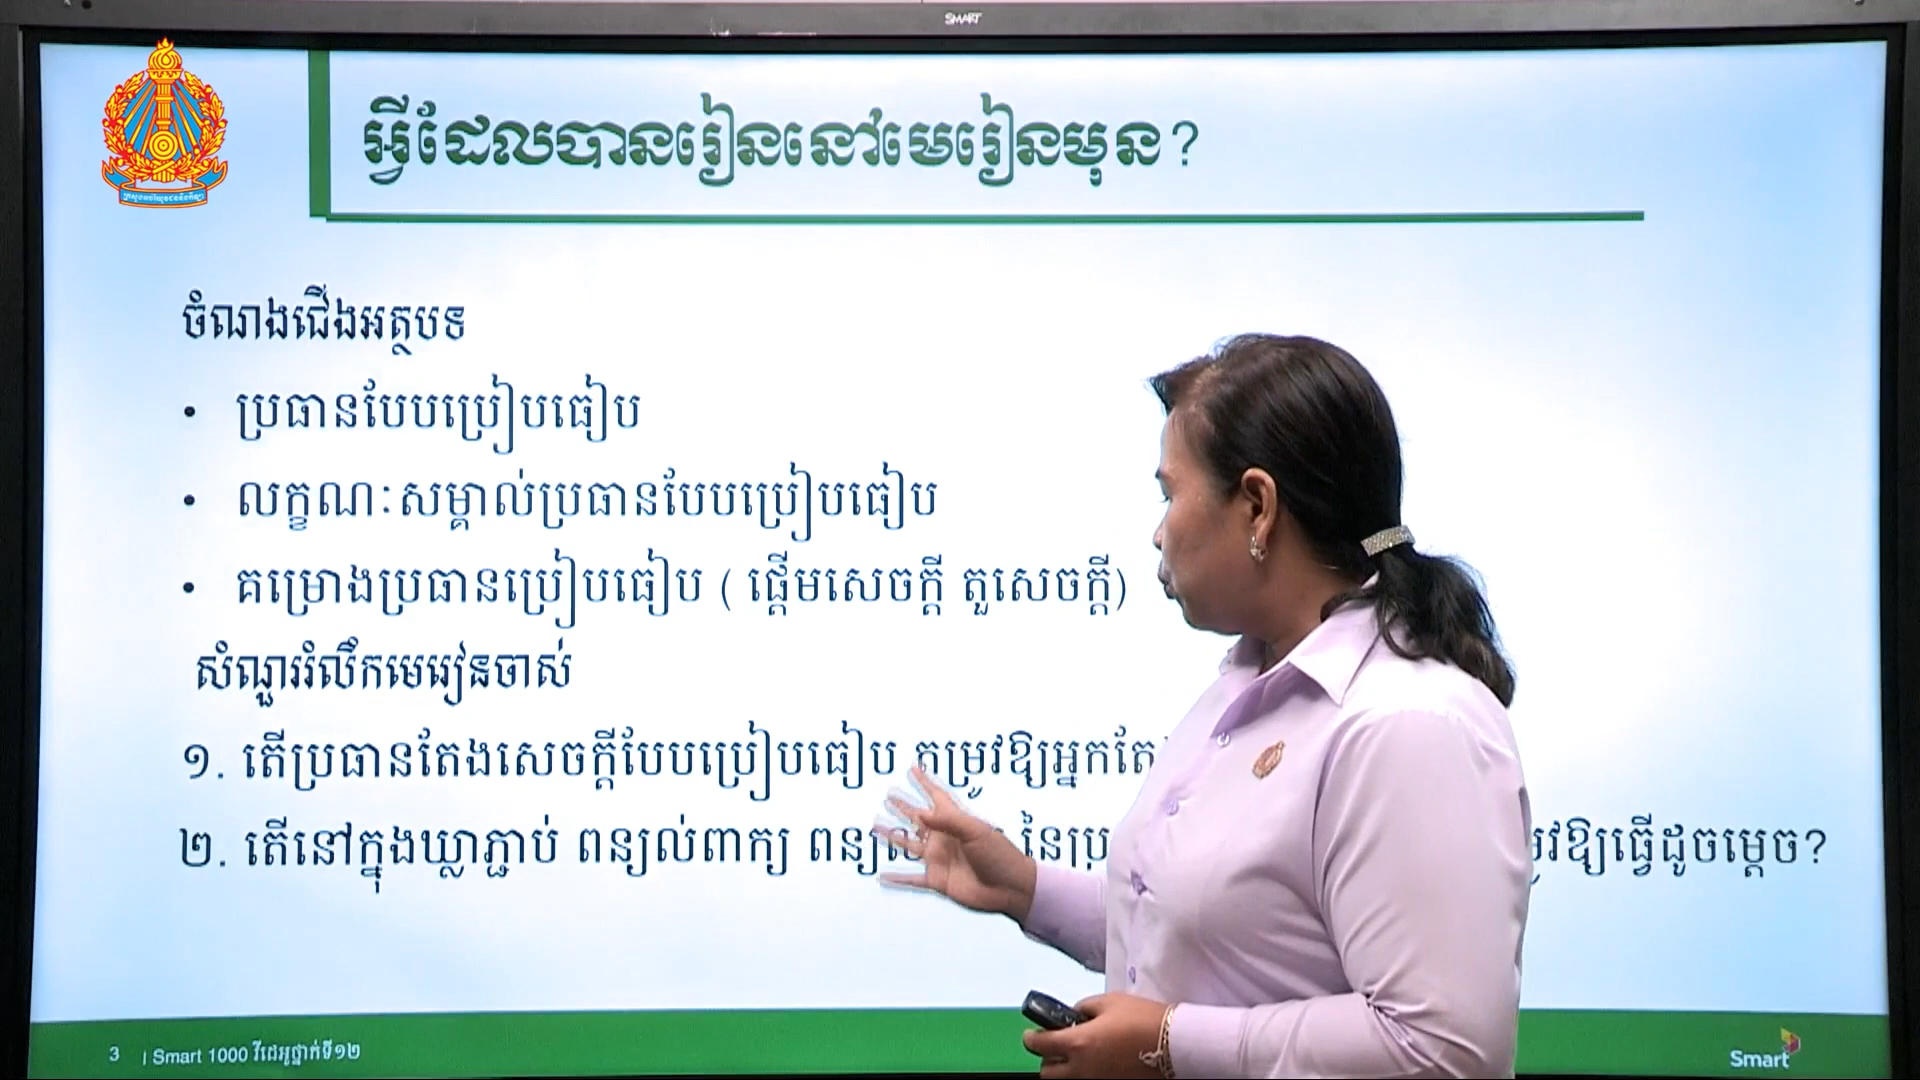 SMART
អ្វីដែលបានរៀននៅមេរៀនមុន?
ចំណងជើងអត្ថបទ
• ប្រធានបែបប្រៀបធៀប
• លក្ខណៈសម្គាល់ប្រធានបែបប្រៀបធៀប
• គម្រោងប្រធានប្រៀបធៀប ( ផ្តើមសេចក្តី តួសេចក្តី)
សំណួររំលឹកមេរៀនចាស់
១. តើប្រធានតែងសេចក្តីបែបប្រៀបធៀប តម្រូវឱ្យអ្នកតែ
២. តើនៅក្នុងឃ្លាភ្ជាប់ ពន្យល់ពាក្យ ពន្យល់ នៃប្រ វឱ្យធ្វើដូចម្តេច?
3 | Smart 1000 វីដេអូថ្នាក់ទី១២
Smart